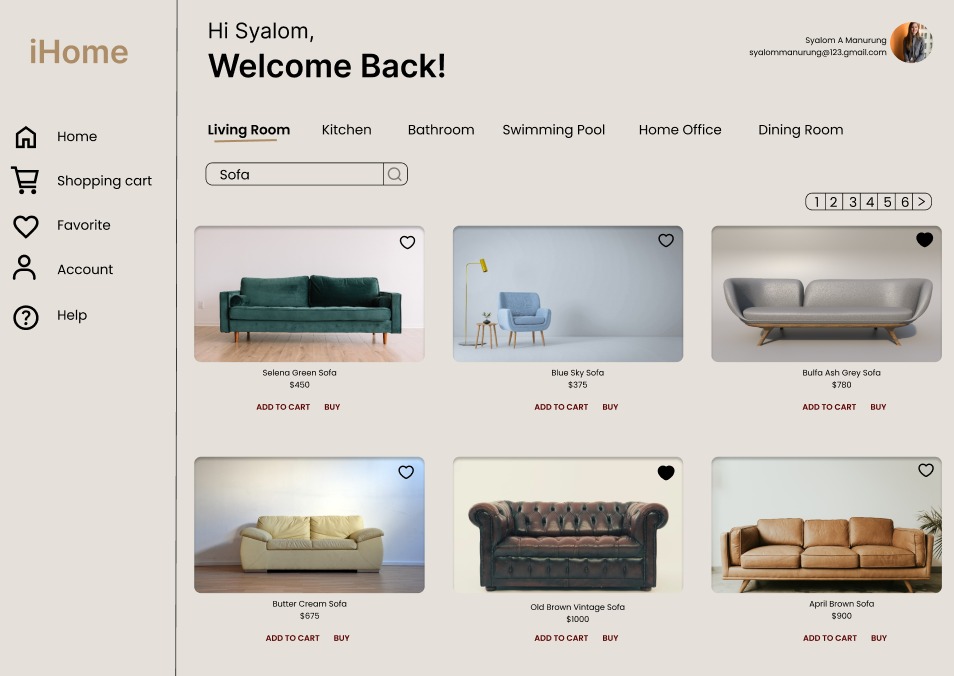 iHome
Home
Shopping cart
Favorite
Account
Help
Hi Syalom,
Welcome Back!
Syalom A Manurung
syalommanurung@123.gmail.com
Living Room Kitchen Bathroom Swimming Pool Home Office Dining Room
Sofa
1 2 3 4 5 6 >
Selena Green Sofa
$450
ADD TO CART BUY
Blue Sky Sofa
$375
ADD TO CART BUY
Bulfa Ash Grey Sofa
$780
ADD TO CART BUY
Butter Cream Sofa
$675
ADD TO CART BUY
Old Brown Vintage Sofa
$1000
ADD TO CART BUY
April Brown Sofa
$900
ADD TO CART BUY